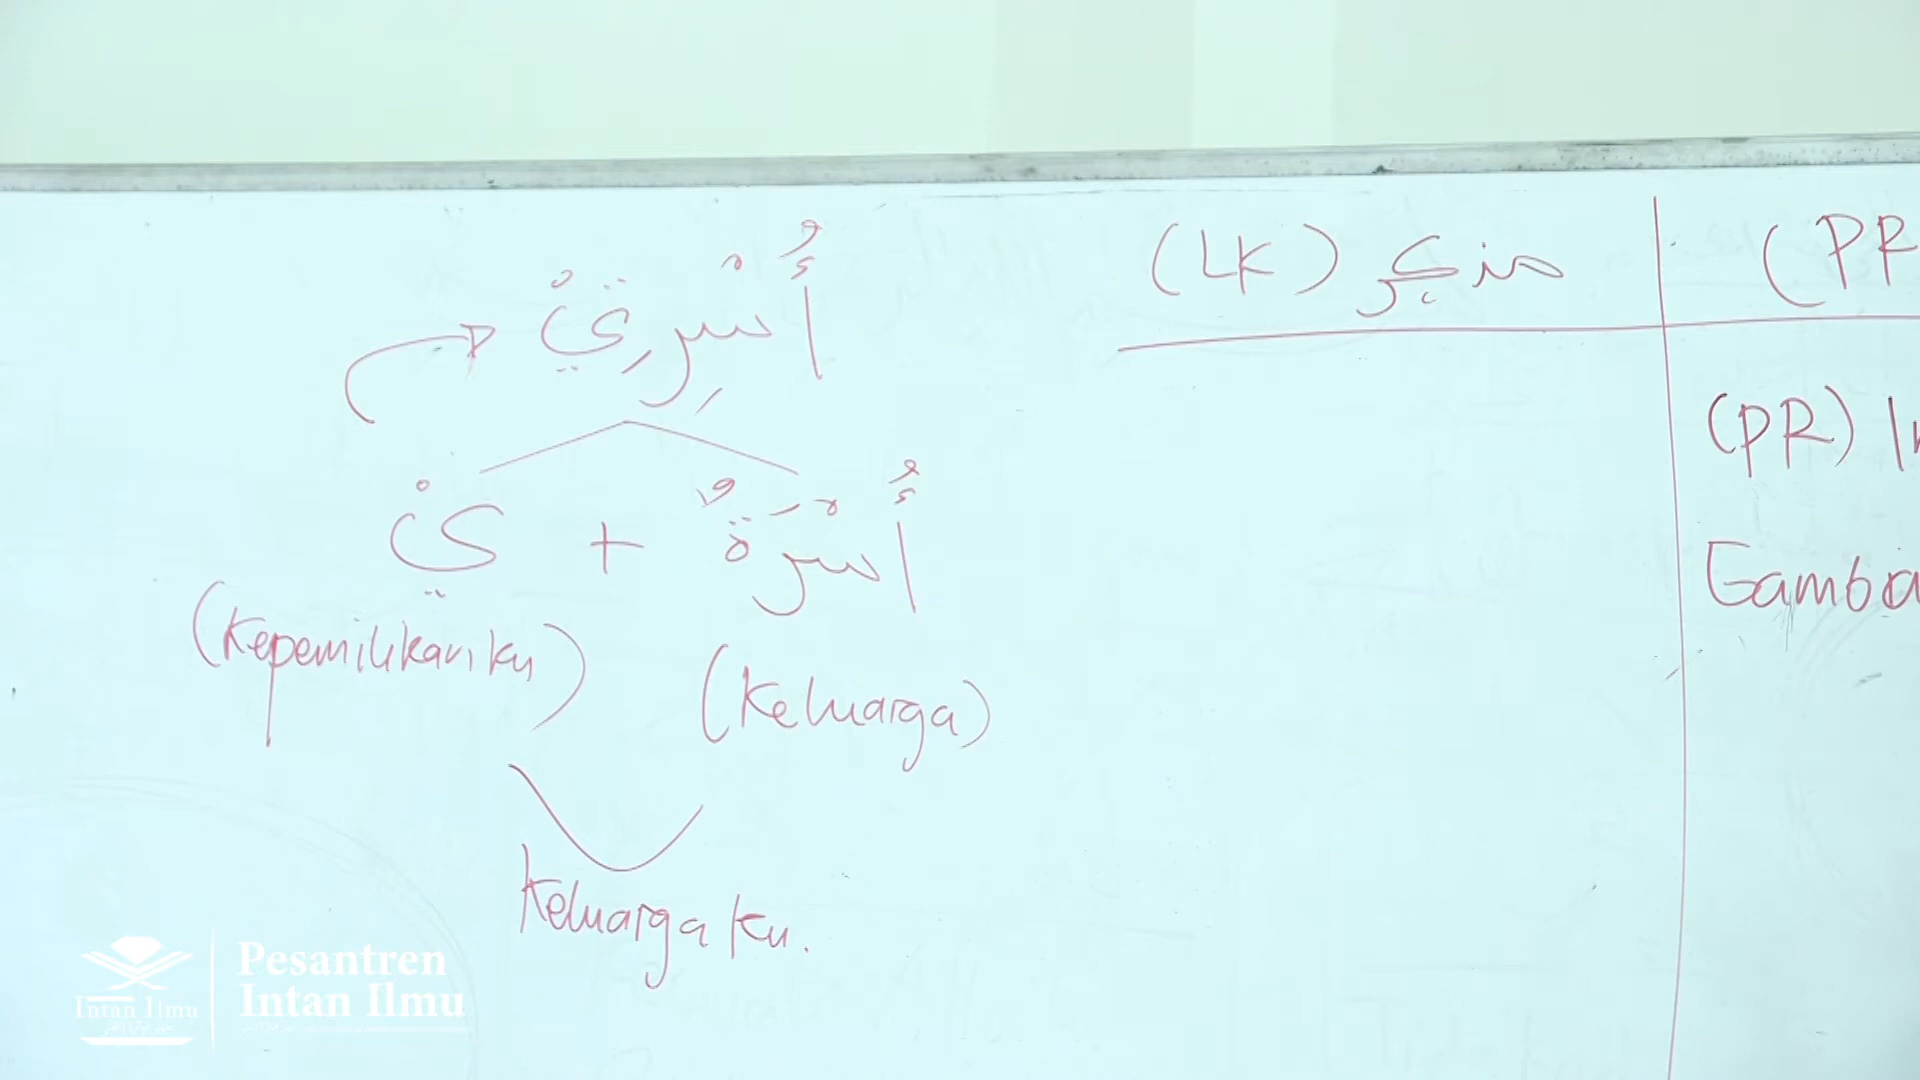 أُسْرِتِيْ
أُسْرَةٌ + يْ
(Kepemilikanku) (Keluarga)
Keluargaku.
مذكر (LK)
(PR
(PR)
Gamba
Pesantren
Intan Ilmu
Intan Ilmu